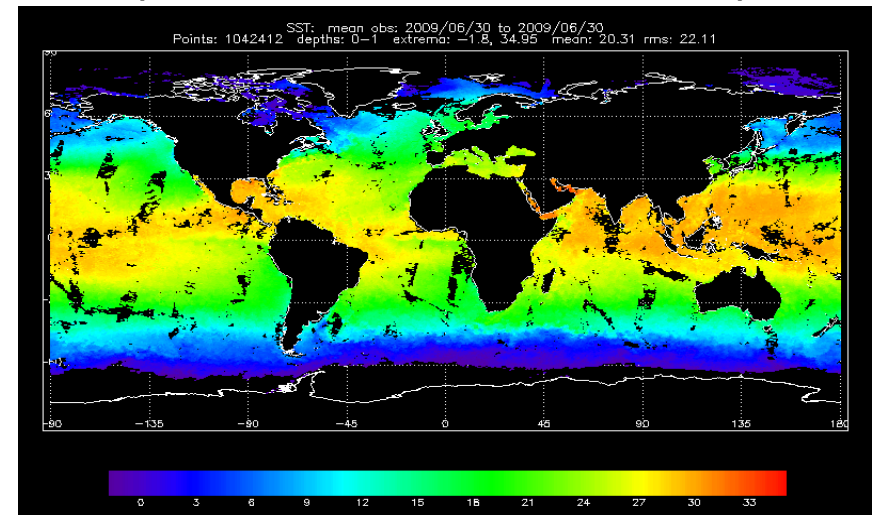 SST: mean obs: 2009/06/30 to 2009/06/30
Points: 1042412 depths: 0-1 extrema: -1.8, 34.95 mean: 20.31 rms: 22.11
-135 -90 -45 0 45 90 135 180
0 3 6 9 12 15 18 21 24 27 30 33